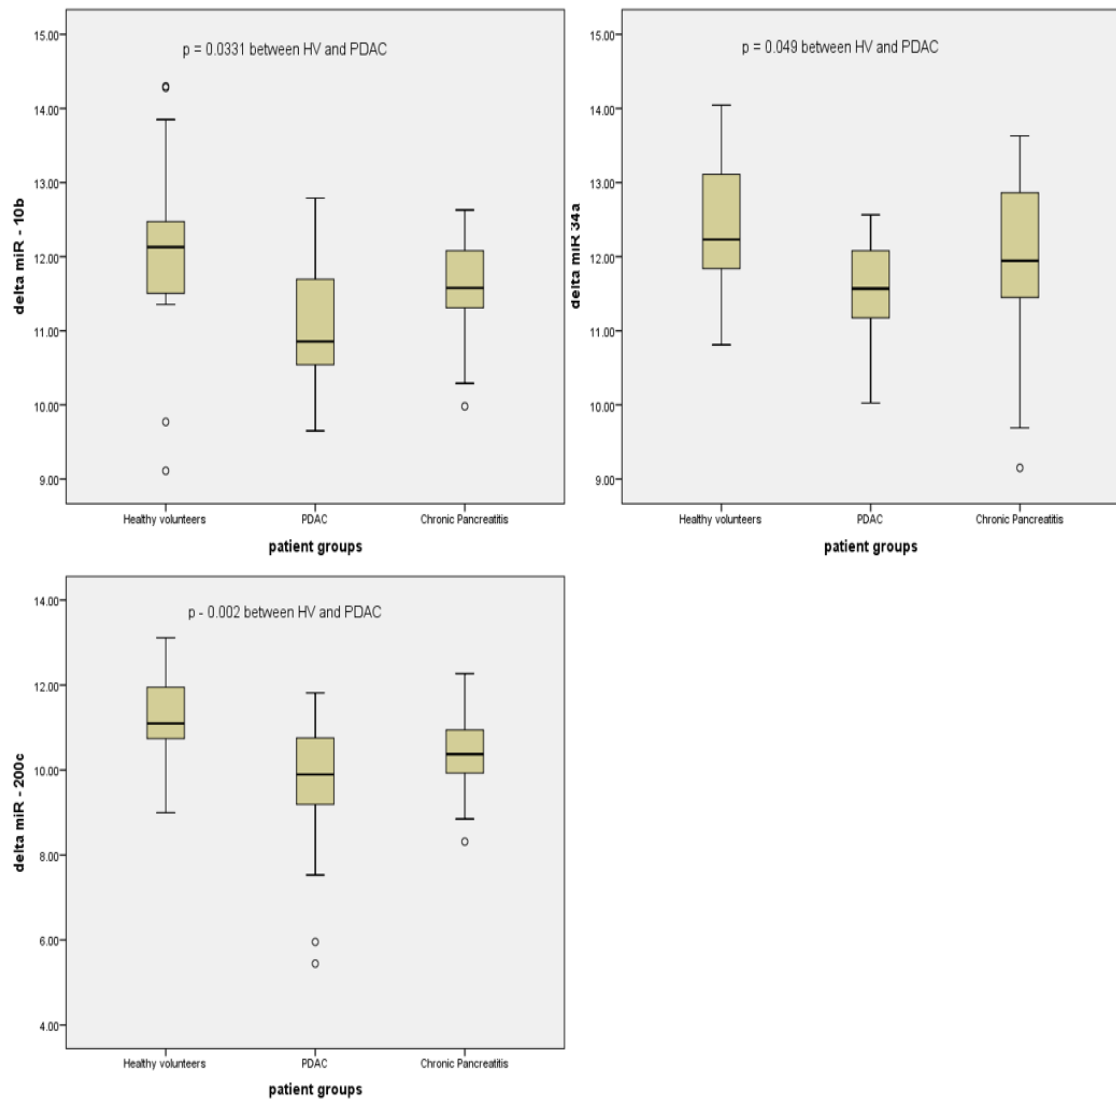 p = 0.0331 between HV and PDAC
15.00
14.00
13.00
12.00
11.00
10.00
9.00
delta miR - 10b
Healthy volunteers
PDAC
Chronic Pancreatitis
patient groups
p = 0.049 between HV and PDAC
15.00
14.00
13.00
12.00
11.00
10.00
9.00
delta miR 34a
Healthy volunteers
PDAC
Chronic Pancreatitis
patient groups
p - 0.002 between HV and PDAC
14.00
12.00
10.00
8.00
6.00
4.00
delta miR - 200c
Healthy volunteers
PDAC
Chronic Pancreatitis
patient groups